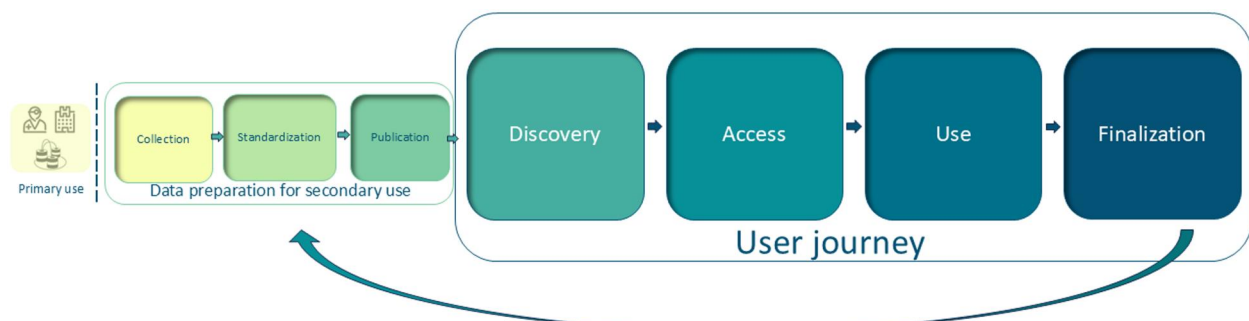 Primary use
Collection
Standardization
Publication
Data preparation for secondary use
Discovery
Access
Use
Finalization
User journey